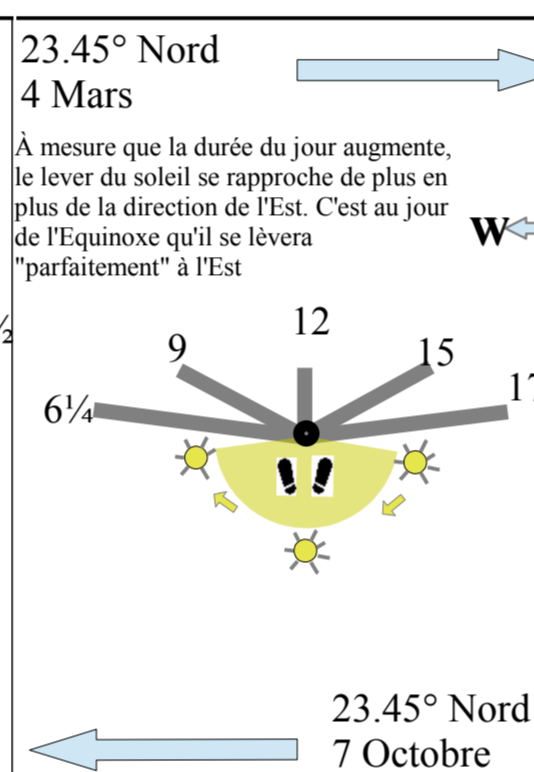 23.45° Nord
4 Mars
À mesure que la durée du jour augmente,
le lever du soleil se rapproche de plus en
plus de la direction de l'Est. C'est au jour
de l'Equinoxe qu'il se lèvera
"parfaitement" à l'Est
W
12
9
15
6¼
23.45° Nord
7 Octobre